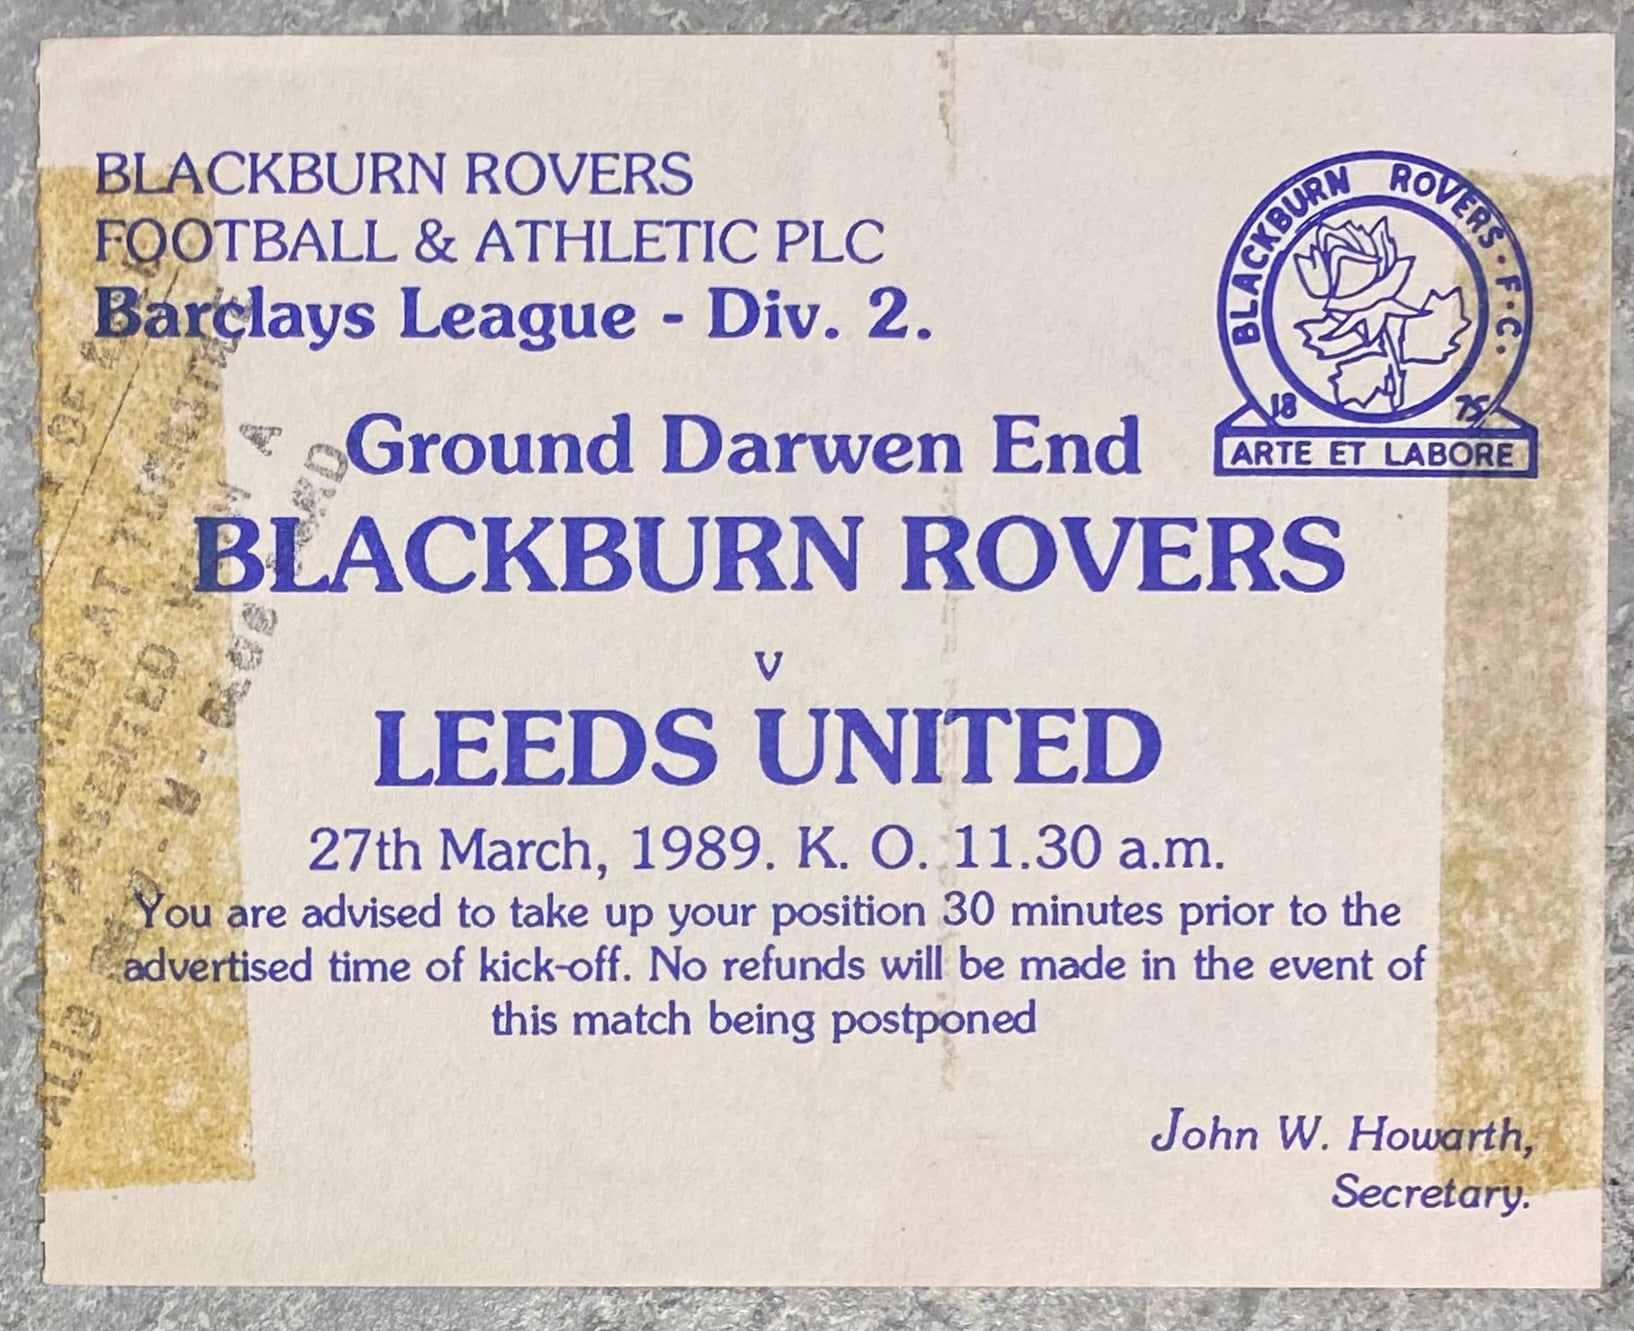 BLACKBURN ROVERS
FOOTBALL & ATHLETIC PLC
Barclays League - Div. 2.
BLACKBURN ROVERS · F · C ·
18 75
ARTE ET LABORE
Ground Darwen End
BLACKBURN ROVERS
v
LEEDS UNITED
27th March, 1989. K. O. 11.30 a.m.
You are advised to take up your position 30 minutes prior to the
advertised time of kick-off. No refunds will be made in the event of
this match being postponed
John W. Howarth,
Secretary.
AT
A